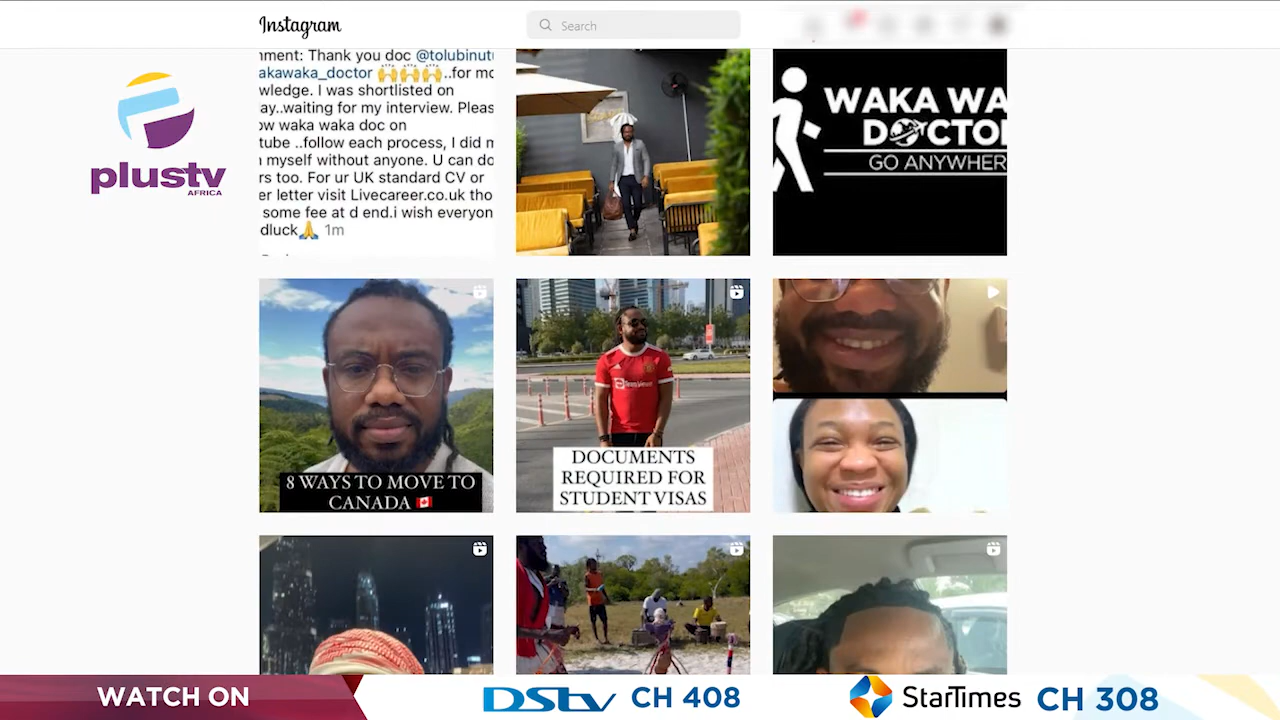 Instagram
Search
nment: Thank you doc @tolubinutu
akawaka_doctor 🙌🙌🙌..for mo
wledge. I was shortlisted on
ay..waiting for my interview. Pleas
ow waka waka doc on
tube ..follow each process, I did m
n myself without anyone. U can do
rs too. For ur UK standard CV or
er letter visit Livecareer.co.uk tho
some fee at d end.i wish everyon
dluck🙏 1m
WAKA WA
DOCTO
GO ANYWHER
plustv
AFRICA
8 WAYS TO MOVE TO
CANADA 🇨🇦
DOCUMENTS
REQUIRED FOR
STUDENT VISAS
WATCH ON
DStv CH 408
StarTimes CH 308